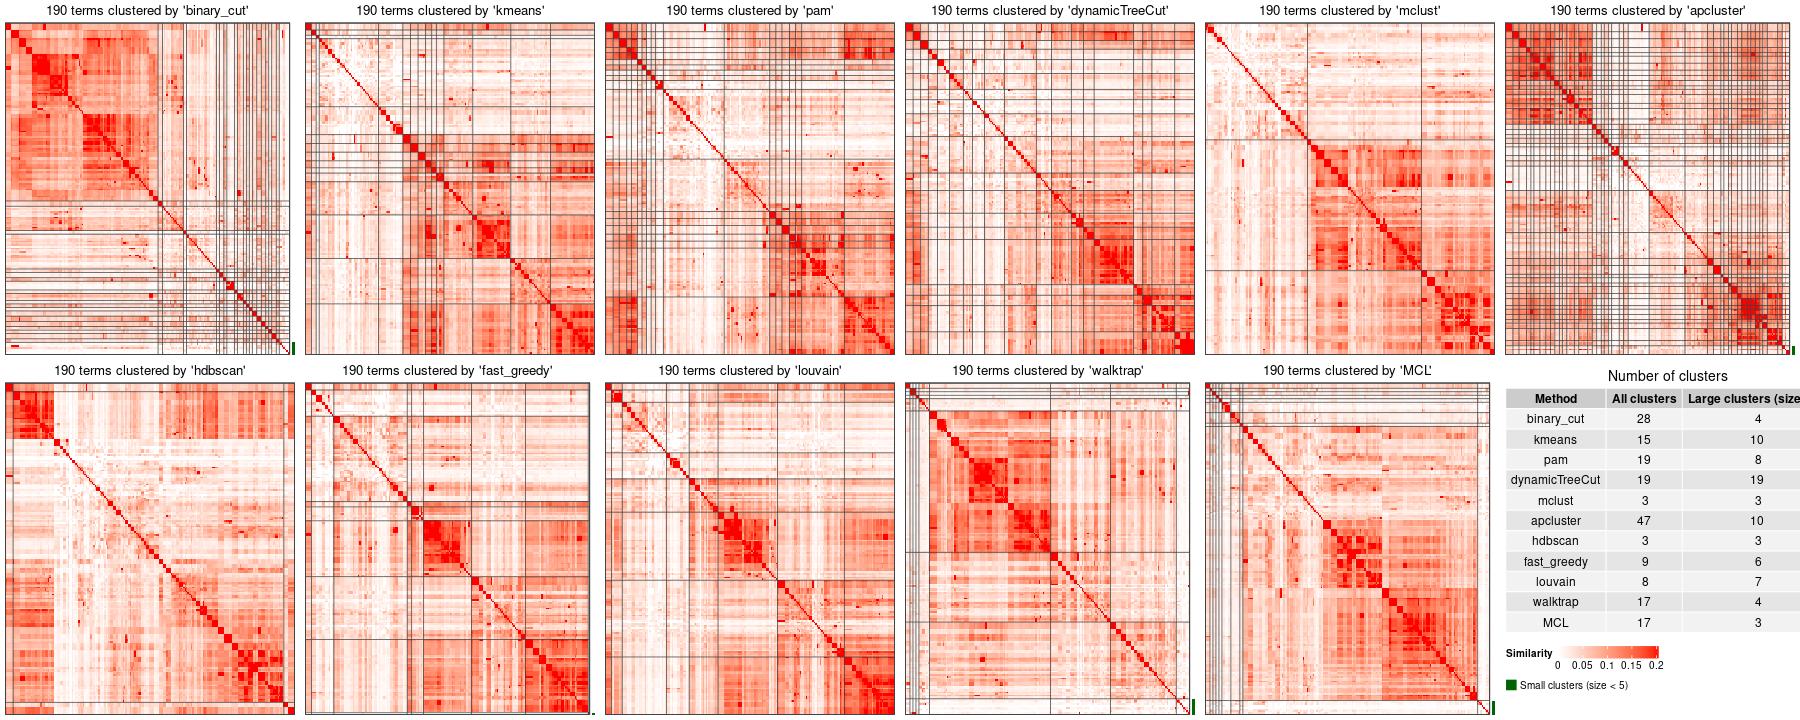 190 terms clustered by 'binary_cut'
190 terms clustered by 'kmeans'
190 terms clustered by 'pam'
190 terms clustered by 'dynamicTreeCut'
190 terms clustered by 'mclust'
190 terms clustered by 'apcluster'
190 terms clustered by 'hdbscan'
190 terms clustered by 'fast_greedy'
190 terms clustered by 'louvain'
190 terms clustered by 'walktrap'
190 terms clustered by 'MCL'
Number of clusters
Method All clusters Large clusters (size
binary_cut 28 4
kmeans 15 10
pam 19 8
dynamicTreeCut 19 19
mclust 3 3
apcluster 47 10
hdbscan 3 3
fast_greedy 9 6
louvain 8 7
walktrap 17 4
MCL 17 3
Similarity
0 0.05 0.1 0.15 0.2
Small clusters (size < 5)